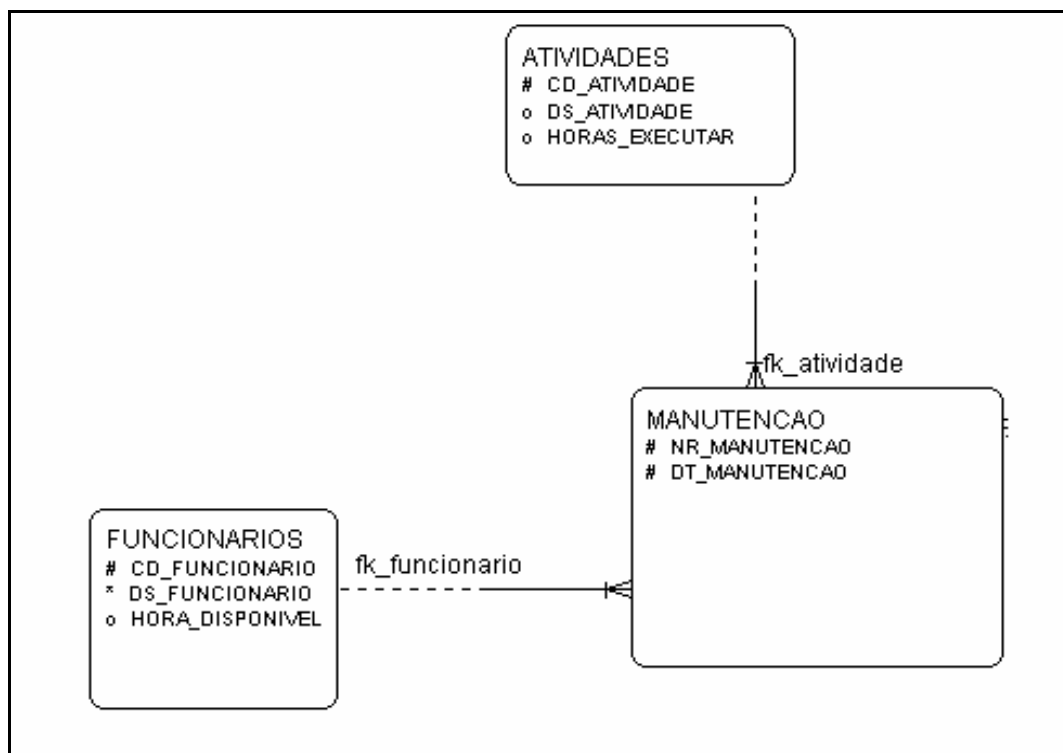 ATIVIDADES
# CD_ATIVIDADE
o DS_ATIVIDADE
o HORAS_EXECUTAR
fk_atividade
MANUTENCAO
# NR_MANUTENCAO
# DT_MANUTENCAO
FUNCIONARIOS
# CD_FUNCIONARIO
* DS_FUNCIONARIO
o HORA_DISPONIVEL
fk_funcionario